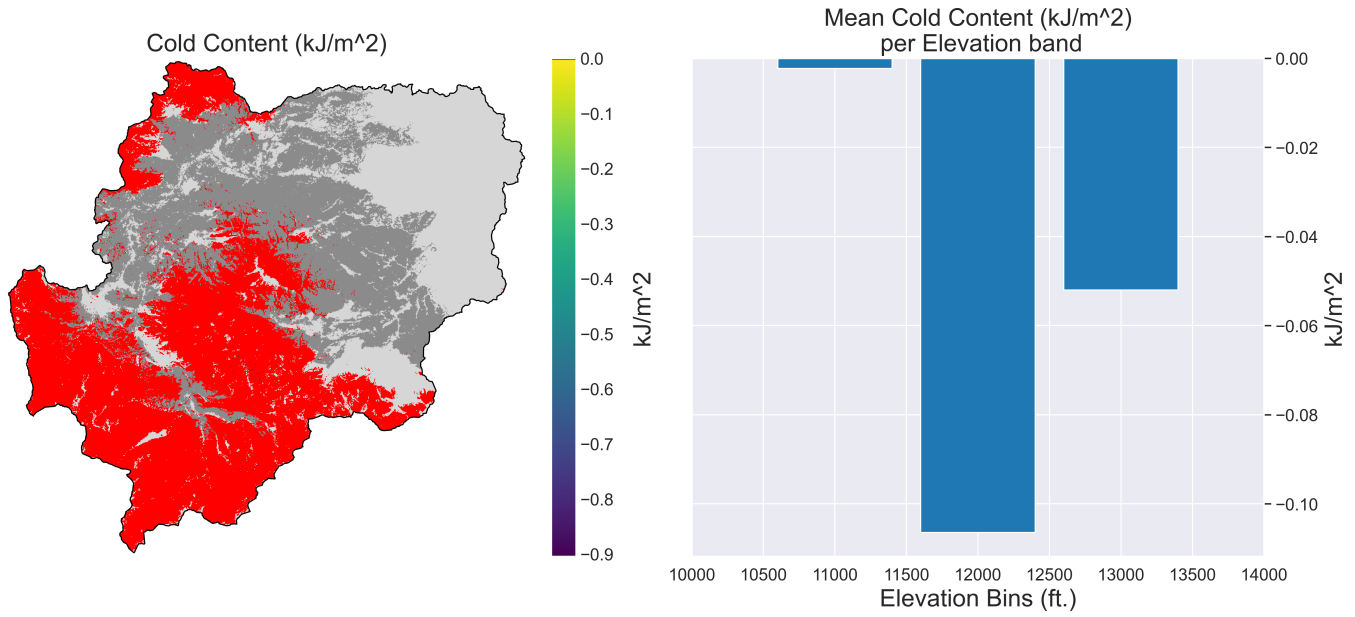 Cold Content (kJ/m^2)
0.0
−0.1
−0.2
−0.3
−0.4
−0.5
−0.6
−0.7
−0.8
−0.9
kJ/m^2
Mean Cold Content (kJ/m^2)
per Elevation band
0.00
−0.02
−0.04
−0.06
−0.08
−0.10
kJ/m^2
10000 10500 11000 11500 12000 12500 13000 13500 14000
Elevation Bins (ft.)